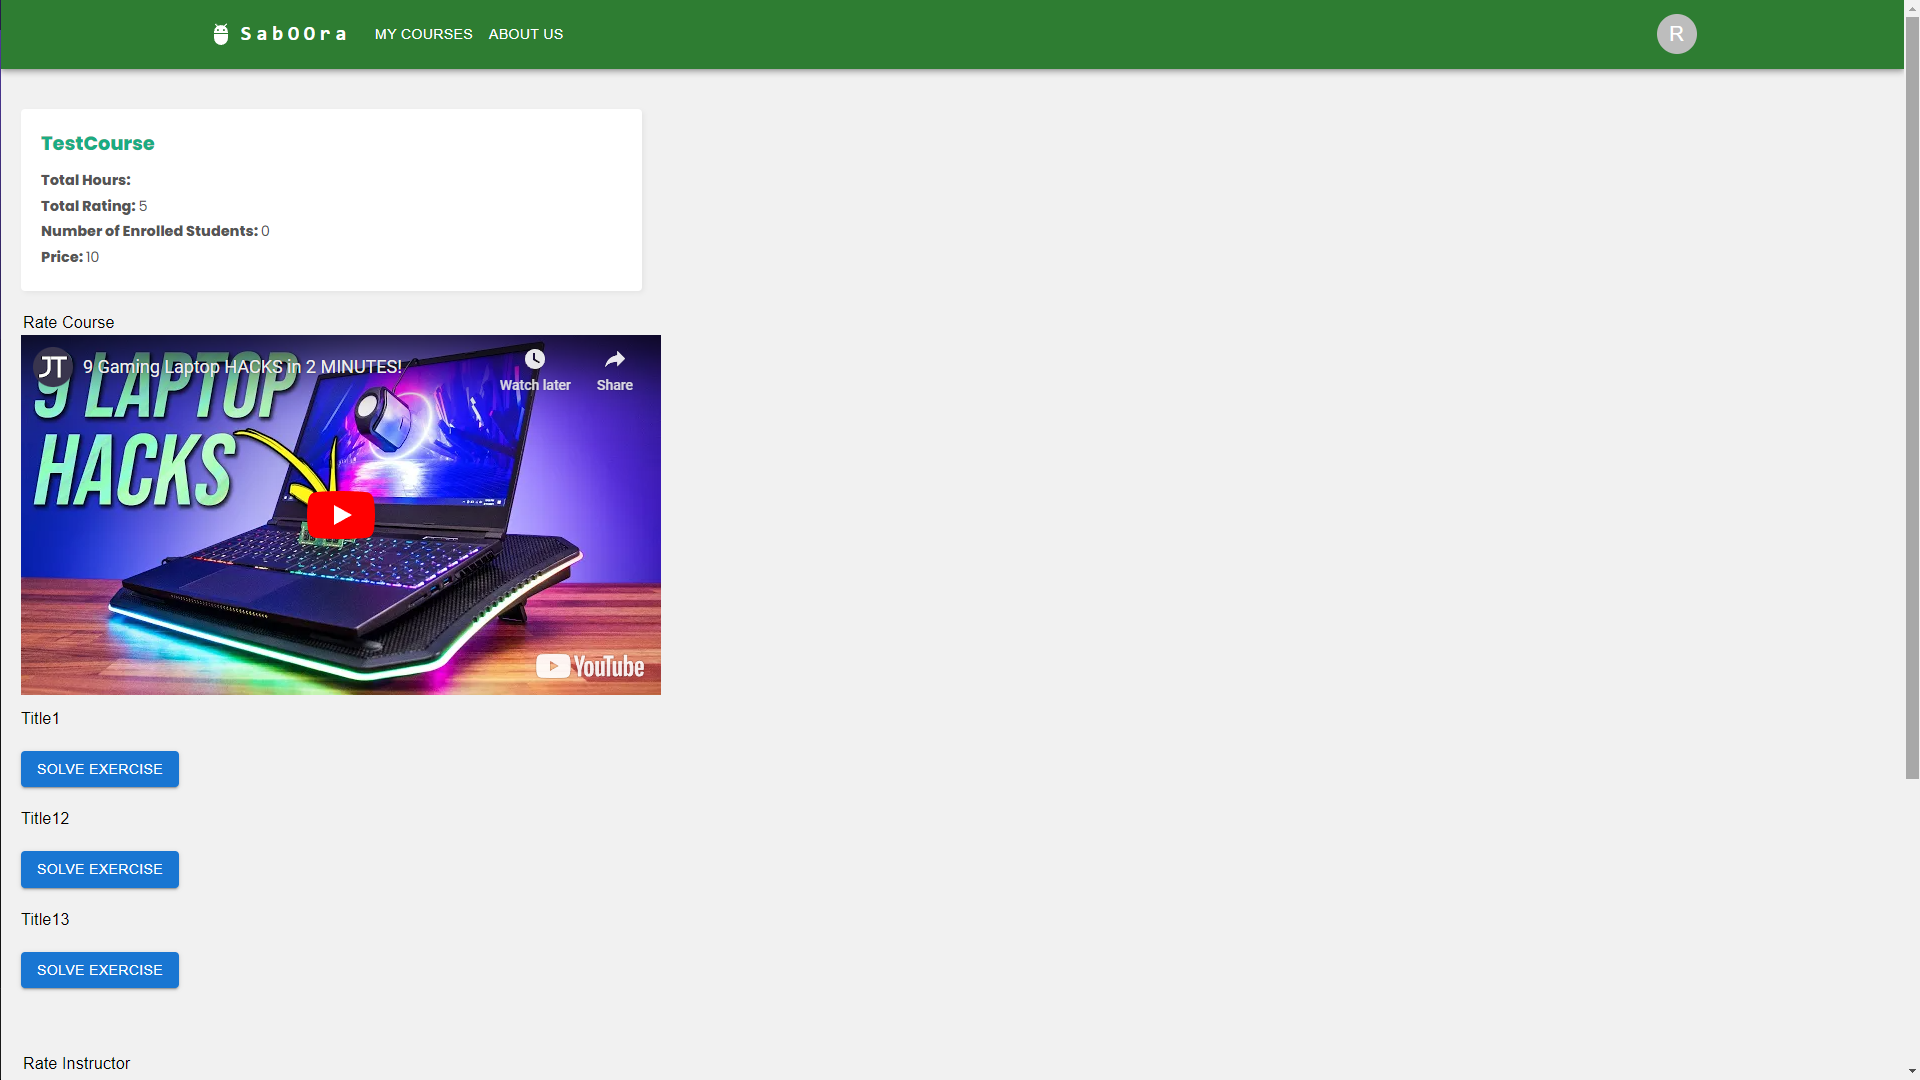 SabOOra MY COURSES ABOUT US R
TestCourse
Total Hours:
Total Rating: 5
Number of Enrolled Students: 0
Price: 10
Rate Course
JT 9 Gaming Laptop HACKS in 2 MINUTES!
Watch later Share
9 LAPTOP
HACKS
YouTube
Title1
SOLVE EXERCISE
Title12
SOLVE EXERCISE
Title13
SOLVE EXERCISE
Rate Instructor